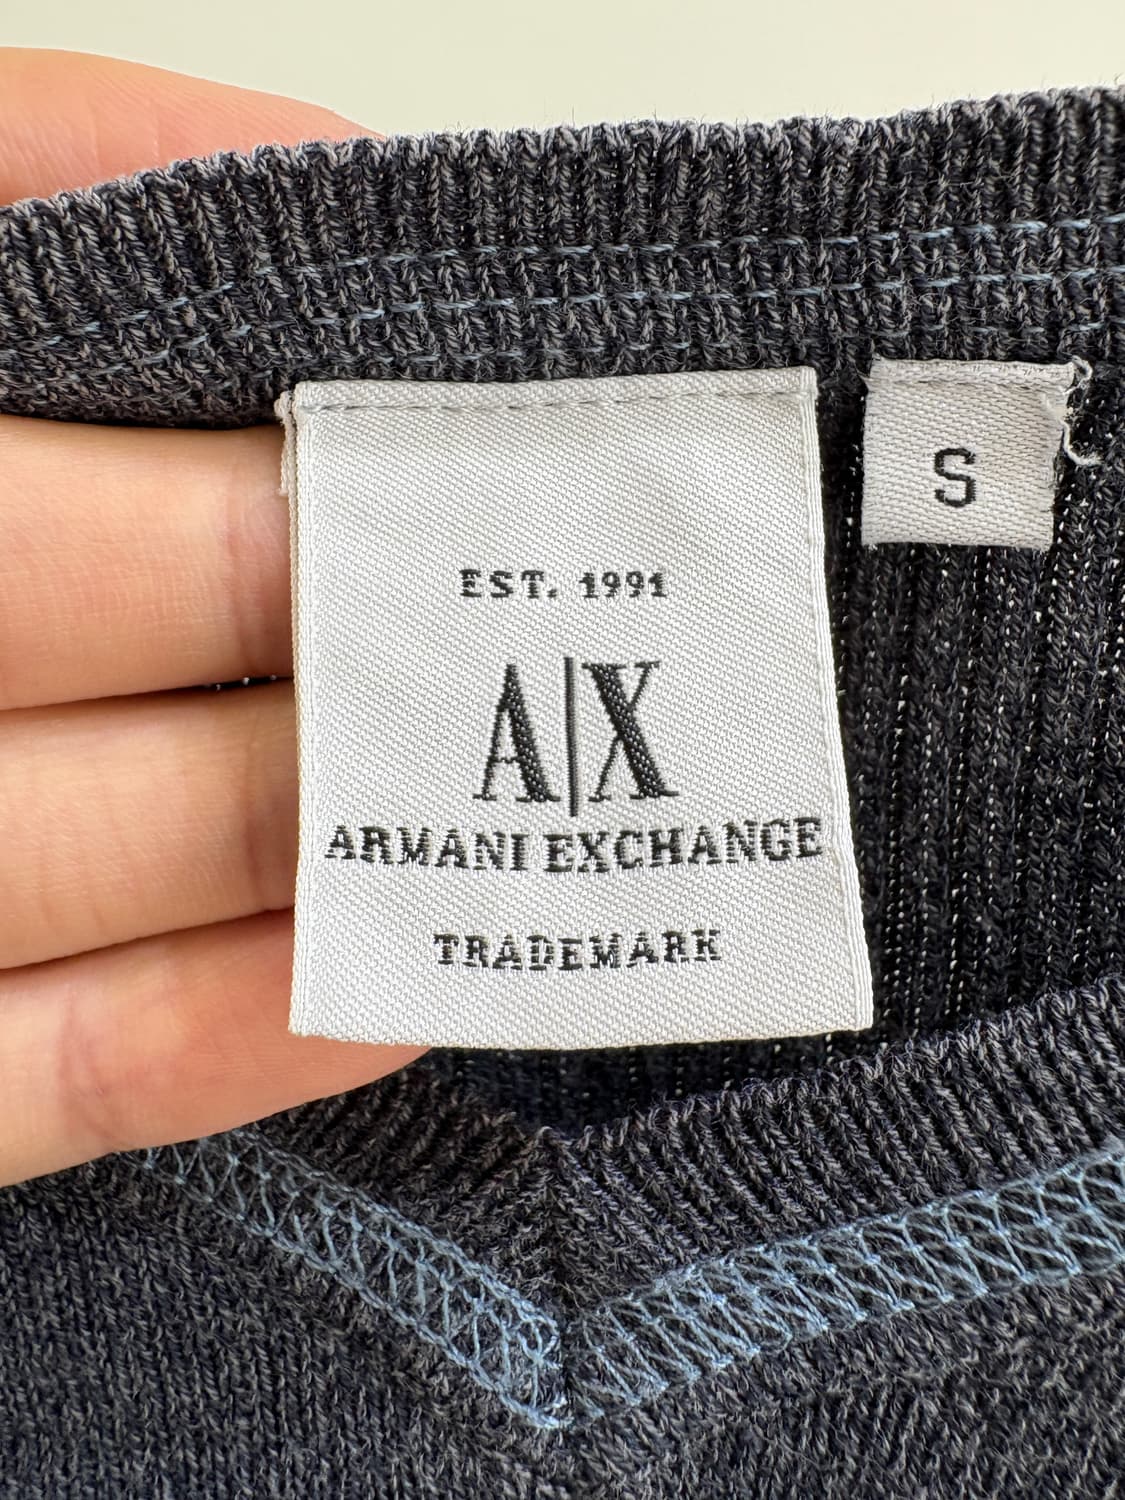 S
EST. 1991
A|X
ARMANI EXCHANGE
TRADEMARK